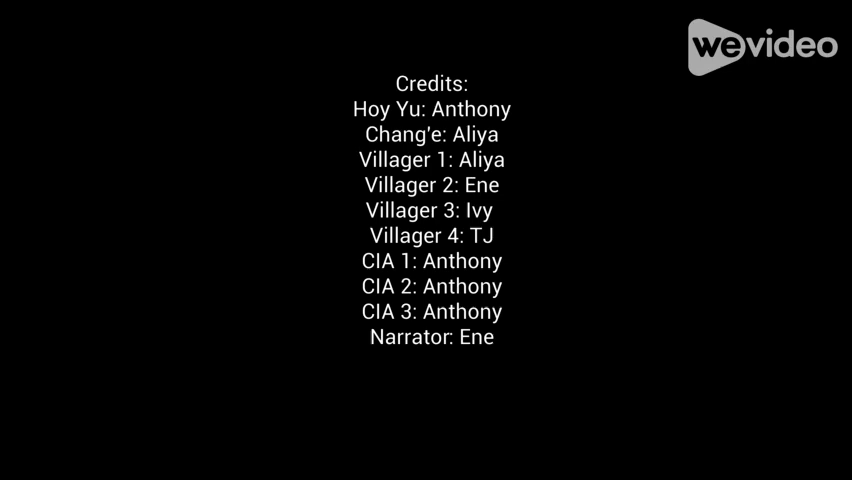 wevideo
Credits:
Hoy Yu: Anthony
Chang'e: Aliya
Villager 1: Aliya
Villager 2: Ene
Villager 3: Ivy
Villager 4: TJ
CIA 1: Anthony
CIA 2: Anthony
CIA 3: Anthony
Narrator: Ene